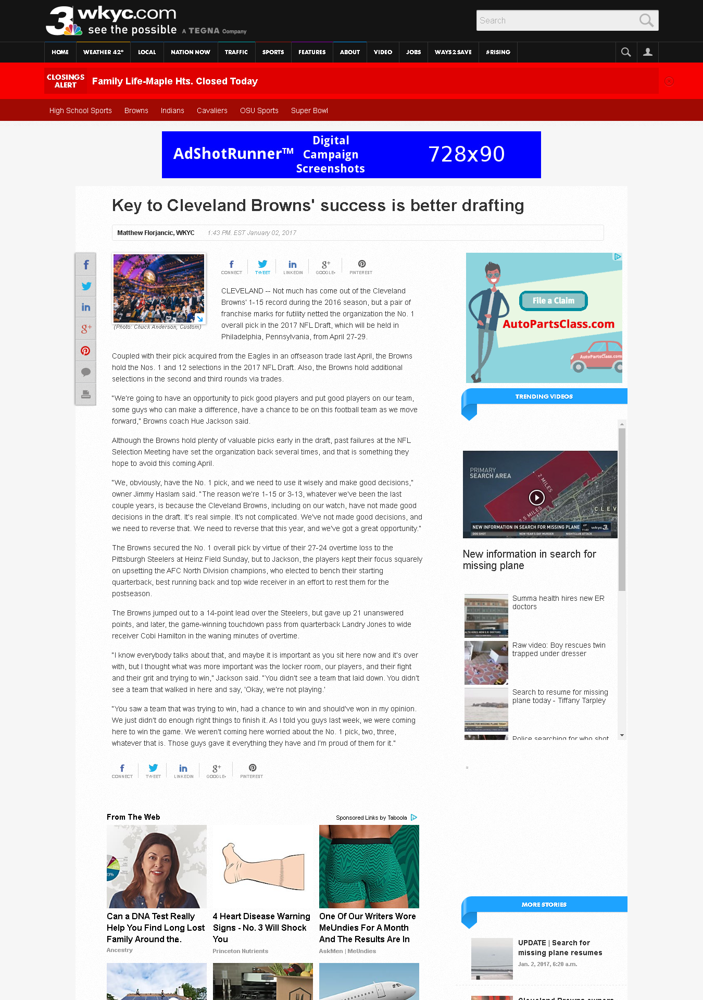 3 wkyc.com
see the possible A TEGNA Company
Search
HOME WEATHER 42° LOCAL NATION NOW TRAFFIC SPORTS FEATURES ABOUT VIDEO JOBS WAYS 2 SAVE #RISING
CLOSINGS
ALERT
Family Life-Maple Hts. Closed Today
High School Sports Browns Indians Cavaliers OSU Sports Super Bowl
AdShotRunner™
Digital
Campaign
Screenshots
728x90
Key to Cleveland Browns' success is better drafting
Matthew Florjancic, WKYC 1:43 PM. EST January 02, 2017
(Photo: Chuck Anderson, Custom)
CONNECT TWEET LINKEDIN GOOGLE+ PINTEREST
CLEVELAND -- Not much has come out of the Cleveland
Browns' 1-15 record during the 2016 season, but a pair of
franchise marks for futility netted the organization the No. 1
overall pick in the 2017 NFL Draft, which will be held in
Philadelphia, Pennsylvania, from April 27-29.
Coupled with their pick acquired from the Eagles in an offseason trade last April, the Browns
hold the Nos. 1 and 12 selections in the 2017 NFL Draft. Also, the Browns hold additional
selections in the second and third rounds via trades.
"We're going to have an opportunity to pick good players and put good players on our team,
some guys who can make a difference, have a chance to be on this football team as we move
forward," Browns coach Hue Jackson said.
Although the Browns hold plenty of valuable picks early in the draft, past failures at the NFL
Selection Meeting have set the organization back several times, and that is something they
hope to avoid this coming April.
"We, obviously, have the No. 1 pick, and we need to use it wisely and make good decisions,"
owner Jimmy Haslam said. "The reason we're 1-15 or 3-13, whatever we've been the last
couple years, is because the Cleveland Browns, including on our watch, have not made good
decisions in the draft. It's real simple. It's not complicated. We've not made good decisions, and
we need to reverse that. We need to reverse that this year, and we've got a great opportunity."
The Browns secured the No. 1 overall pick by virtue of their 27-24 overtime loss to the
Pittsburgh Steelers at Heinz Field Sunday, but to Jackson, the players kept their focus squarely
on upsetting the AFC North Division champions, who elected to bench their starting
quarterback, best running back and top wide receiver in an effort to rest them for the
postseason.
The Browns jumped out to a 14-point lead over the Steelers, but gave up 21 unanswered
points, and later, the game-winning touchdown pass from quarterback Landry Jones to wide
receiver Cobi Hamilton in the waning minutes of overtime.
"I know everybody talks about that, and maybe it is important as you sit here now and it's over
with, but I thought what was more important was the locker room, our players, and their fight
and their grit and trying to win," Jackson said. "You didn't see a team that laid down. You didn't
see a team that walked in here and say, 'Okay, we're not playing.'
"You saw a team that was trying to win, had a chance to win and should've won in my opinion.
We just didn't do enough right things to finish it. As I told you guys last week, we were coming
here to win the game. We weren't coming here worried about the No. 1 pick, two, three,
whatever that is. Those guys gave it everything they have and I'm proud of them for it."
CONNECT TWEET LINKEDIN GOOGLE+ PINTEREST
File a Claim
AutoPartsClass.com
AutoPartsClass.com
TRENDING VIDEOS
PRIMARY
SEARCH AREA
2 MILES
2.5 MILES
CLEV
NEW INFORMATION IN SEARCH FOR MISSING PLANE 11:03 wkyc 3
DOG SHOT NEW YEAR'S DAY MURDER NIGHTCLUB ATTACK
New information in search for
missing plane
ALTH HIRES NEW E.R. DOCTORS
Summa health hires new ER
doctors
Raw video: Boy rescues twin
trapped under dresser
RESUME FOR MISSING PLANE TODAY
Search to resume for missing
plane today - Tiffany Tarpley
Police searching for who shot
From The Web
Sponsored Links by Taboola
23%
Can a DNA Test Really
Help You Find Long Lost
Family Around the..
Ancestry
4 Heart Disease Warning
Signs - No. 3 Will Shock
You
Princeton Nutrients
One Of Our Writers Wore
MeUndies For A Month
And The Results Are In
AskMen | MeUndies
MORE STORIES
UPDATE | Search for
missing plane resumes
Jan. 2, 2017, 6:20 a.m.
Cleveland Browns owners